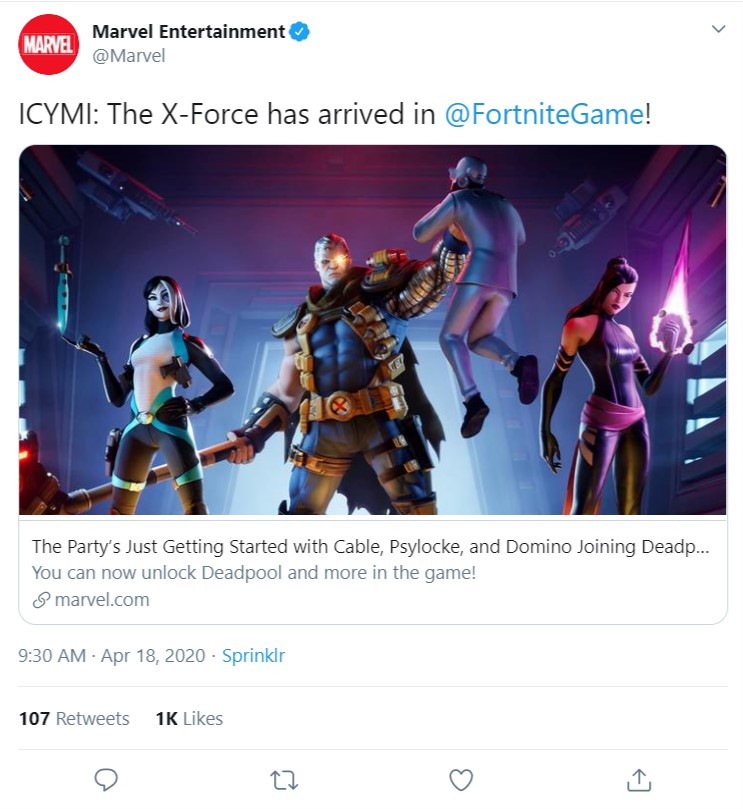 MARVEL
Marvel Entertainment
@Marvel
ICYMI: The X-Force has arrived in @FortniteGame!
The Party's Just Getting Started with Cable, Psylocke, and Domino Joining Deadp...
You can now unlock Deadpool and more in the game!
marvel.com
9:30 AM · Apr 18, 2020 · Sprinklr
107 Retweets 1K Likes